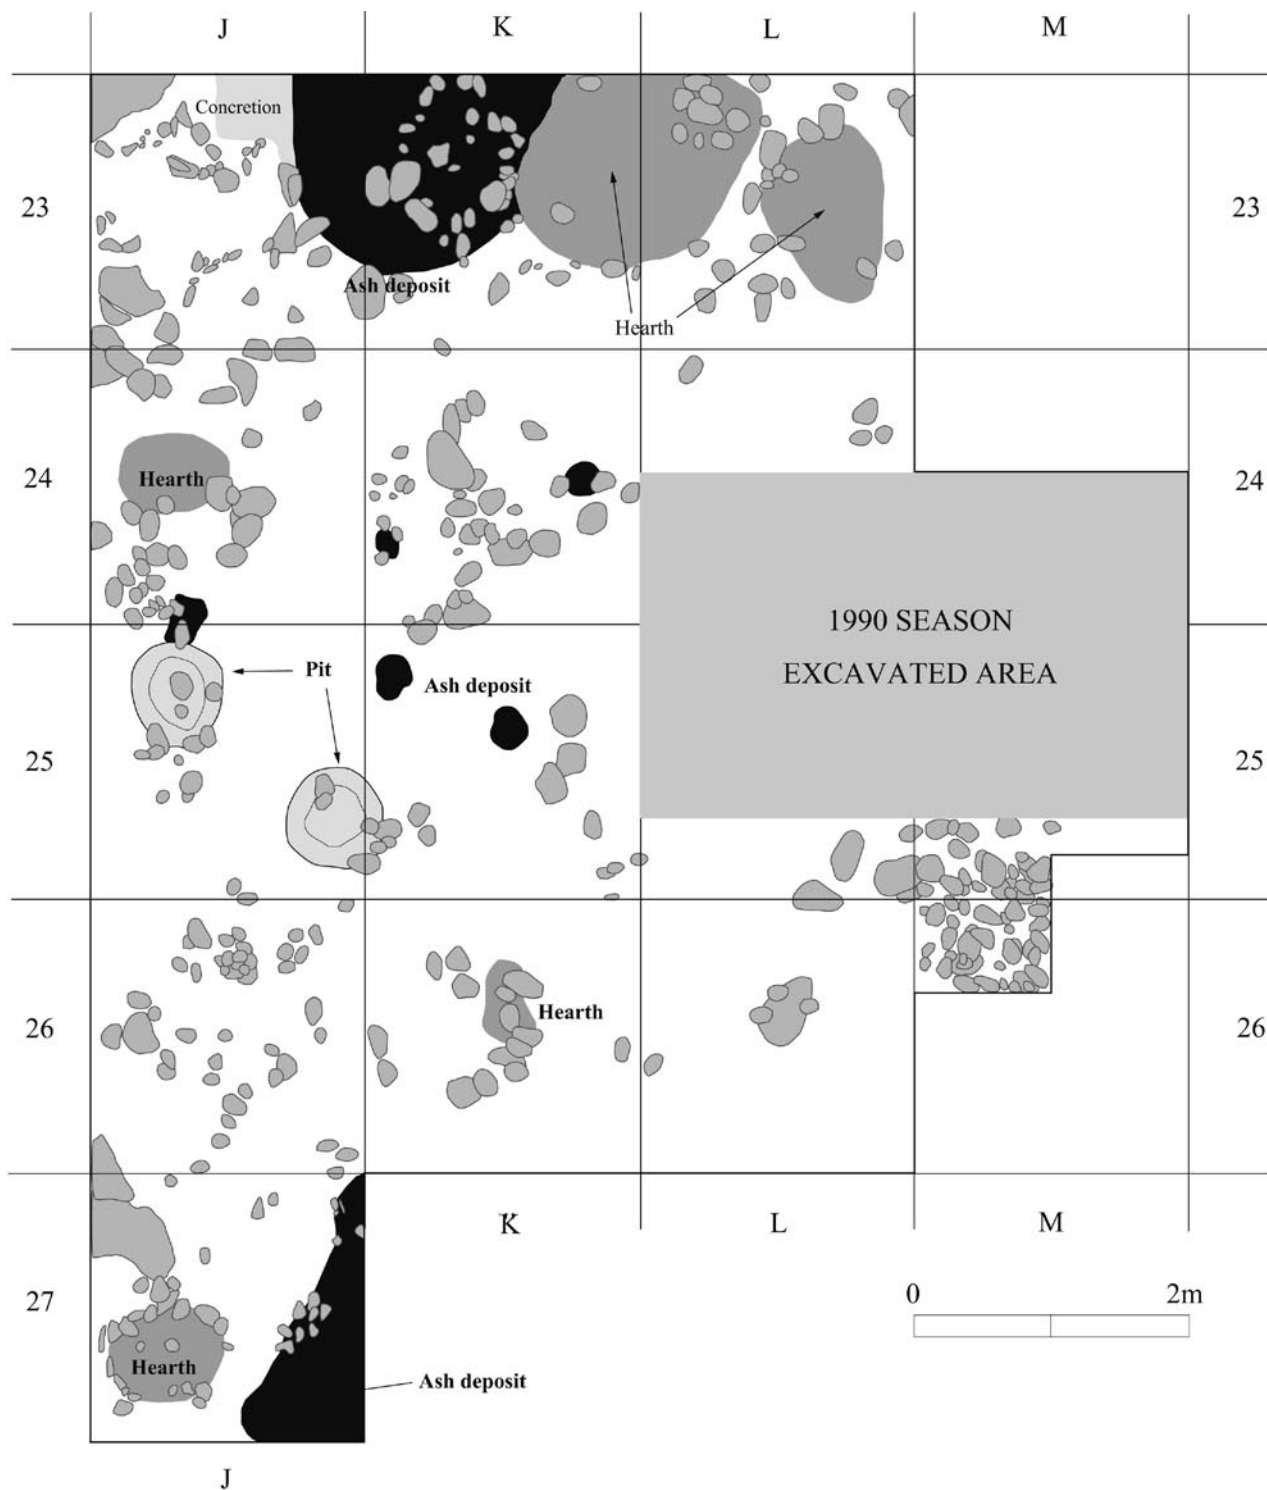 J K L M
Concretion
23 23
Ash deposit
Hearth
24 24
Hearth
1990 SEASON
EXCAVATED AREA
Pit
Ash deposit
25 25
Hearth
26 26
K L M
27
0 2m
Hearth
Ash deposit
J